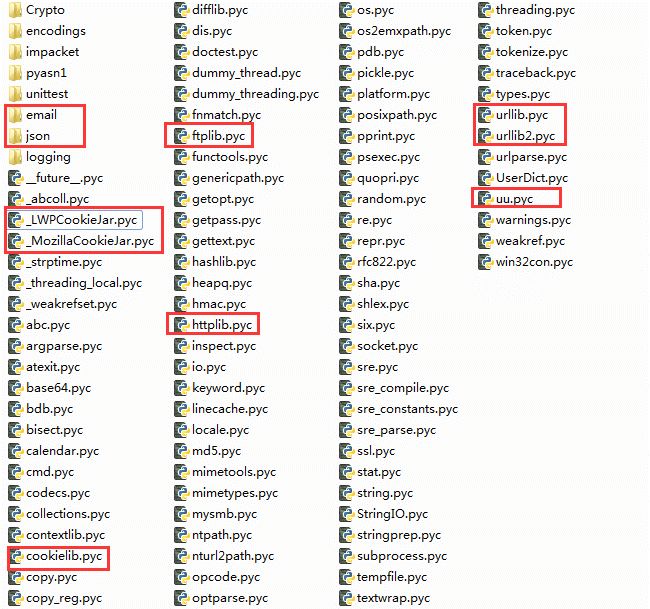 Crypto
encodings
impacket
pyasn1
unittest
email
json
logging
__future__.pyc
_abcoll.pyc
_LWPCookieJar.pyc
_MozillaCookieJar.pyc
_strptime.pyc
_threading_local.pyc
_weakrefset.pyc
abc.pyc
argparse.pyc
atexit.pyc
base64.pyc
bdb.pyc
bisect.pyc
calendar.pyc
cmd.pyc
codecs.pyc
collections.pyc
contextlib.pyc
cookielib.pyc
copy.pyc
copy_reg.pyc
difflib.pyc
dis.pyc
doctest.pyc
dummy_thread.pyc
dummy_threading.pyc
fnmatch.pyc
ftplib.pyc
functools.pyc
genericpath.pyc
getopt.pyc
getpass.pyc
gettext.pyc
hashlib.pyc
heapq.pyc
hmac.pyc
httplib.pyc
inspect.pyc
io.pyc
keyword.pyc
linecache.pyc
locale.pyc
md5.pyc
mimetools.pyc
mimetypes.pyc
mysmb.pyc
ntpath.pyc
nturl2path.pyc
opcode.pyc
optparse.pyc
os.pyc
os2emxpath.pyc
pdb.pyc
pickle.pyc
platform.pyc
posixpath.pyc
pprint.pyc
psexec.pyc
quopri.pyc
random.pyc
re.pyc
repr.pyc
rfc822.pyc
sha.pyc
shlex.pyc
six.pyc
socket.pyc
sre.pyc
sre_compile.pyc
sre_constants.pyc
sre_parse.pyc
ssl.pyc
stat.pyc
string.pyc
StringIO.pyc
stringprep.pyc
subprocess.pyc
tempfile.pyc
textwrap.pyc
threading.pyc
token.pyc
tokenize.pyc
traceback.pyc
types.pyc
urllib.pyc
urllib2.pyc
urlparse.pyc
UserDict.pyc
uu.pyc
warnings.pyc
weakref.pyc
win32con.pyc